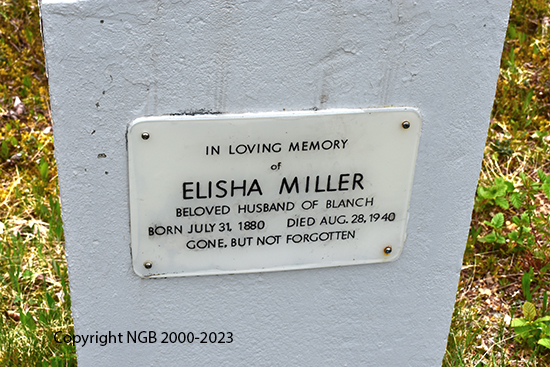 IN LOVING MEMORY
of
ELISHA MILLER
BELOVED HUSBAND OF BLANCH
BORN JULY 31, 1880 DIED AUG. 28, 1940
GONE, BUT NOT FORGOTTEN
Copyright NGB 2000-2023